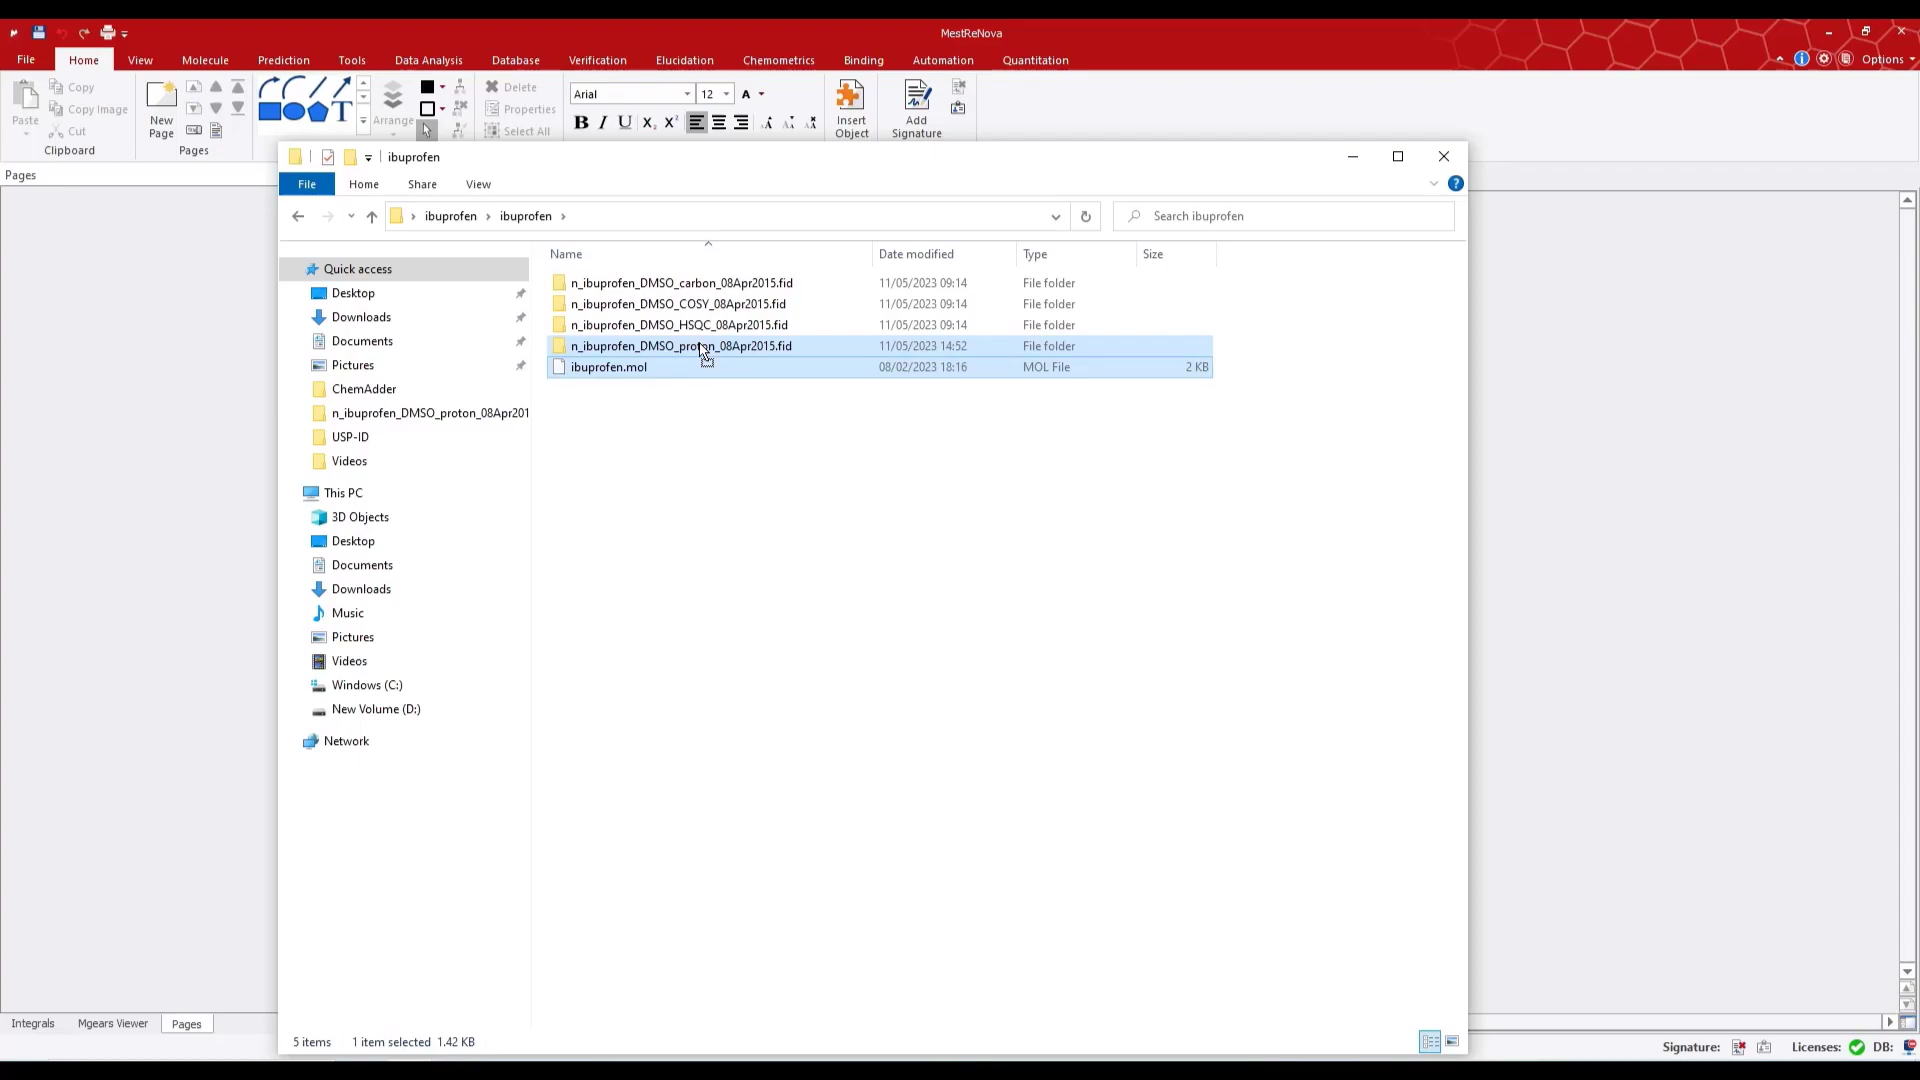 MestReNova
File Home View Molecule Prediction Tools Data Analysis Database Verification Elucidation Chemometrics Binding Automation Quantitation Options
Paste
Copy
Copy Image
Cut
Clipboard
New
Page
Pages
T
Arrange
Delete
Properties
Select All
Arial 12 A
B I U X, X²
Insert
Object
Add
Signature
Pages
ibuprofen
File Home Share View
ibuprofen ibuprofen
Search ibuprofen
Name Date modified Type Size
n_ibuprofen_DMSO_carbon_08Apr2015.fid 11/05/2023 09:14 File folder
n_ibuprofen_DMSO_COSY_08Apr2015.fid 11/05/2023 09:14 File folder
n_ibuprofen_DMSO_HSQC_08Apr2015.fid 11/05/2023 09:14 File folder
n_ibuprofen_DMSO_proton_08Apr2015.fid 11/05/2023 14:52 File folder
ibuprofen.mol 08/02/2023 18:16 MOL File 2 KB
Quick access
Desktop
Downloads
Documents
Pictures
ChemAdder
n_ibuprofen_DMSO_proton_08Apr201
USP-ID
Videos
This PC
3D Objects
Desktop
Documents
Downloads
Music
Pictures
Videos
Windows (C:)
New Volume (D:)
Network
5 items 1 item selected 1.42 KB
Integrals Mgears Viewer Pages
Signature: Licenses: DB: